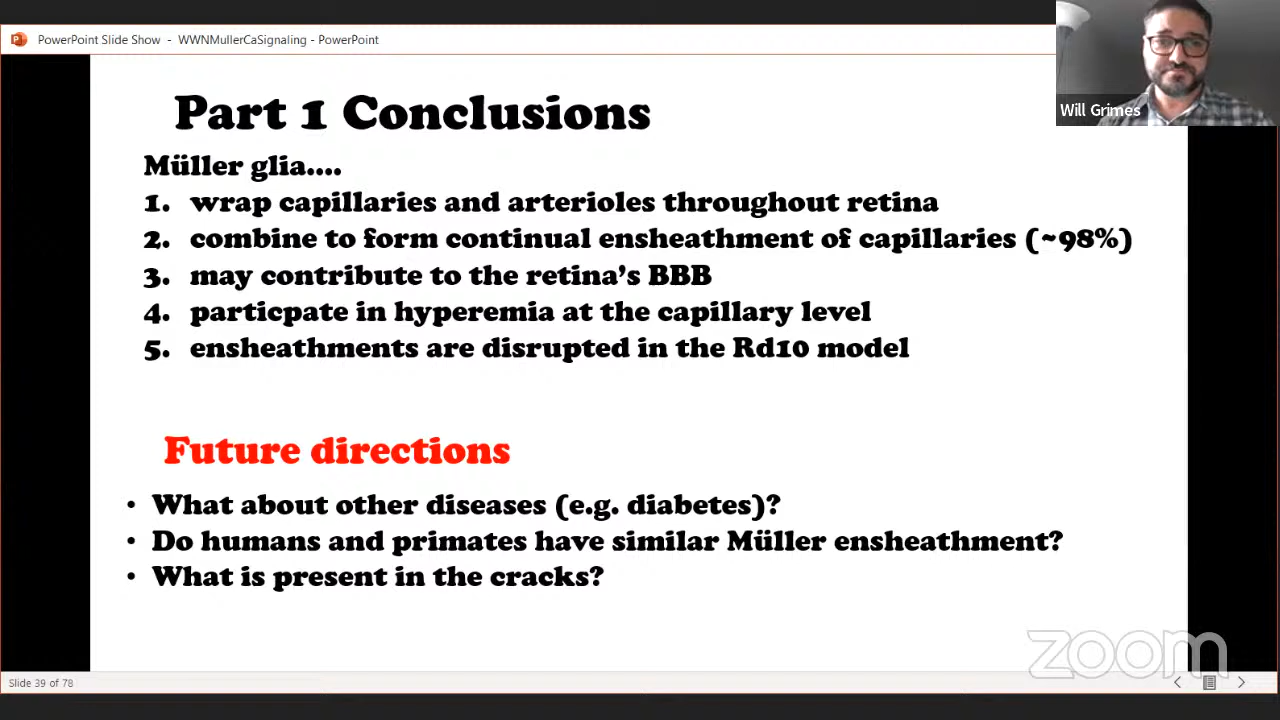 PowerPoint Slide Show - WWNMullerCaSignaling - PowerPoint
Will Grimes
Part 1 Conclusions
Müller glia....
1. wrap capillaries and arterioles throughout retina
2. combine to form continual ensheathment of capillaries (~98%)
3. may contribute to the retina's BBB
4. particpate in hyperemia at the capillary level
5. ensheathments are disrupted in the Rd10 model
Future directions
• What about other diseases (e.g. diabetes)?
• Do humans and primates have similar Müller ensheathment?
• What is present in the cracks?
zoom
Slide 39 of 78